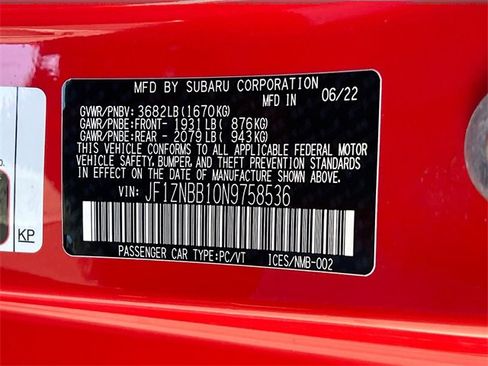 MFD BY SUBARU CORPORATION
IN 06/22
GVWR/PNBV: 3682LB(1670KG)
GAWR/PNBE:FRONT- 1931LB( 876KG)
GAWR/PNBE:REAR - 2079LB( 943KG)
THIS VEHICLE CONFORMS TO ALL APPLICABLE FEDERAL MOTOR
VEHICLE SAFETY, BUMPER, AND THEFT PREVENTION STANDARDS
IN EFFECT ON THE DATE OF MANUFACTURE SHOWN ABOVE.
VIN: JF1ZNBB10N9758536
PASSENGER CAR TYPE:PC/VT ICES/NMB-002
KP